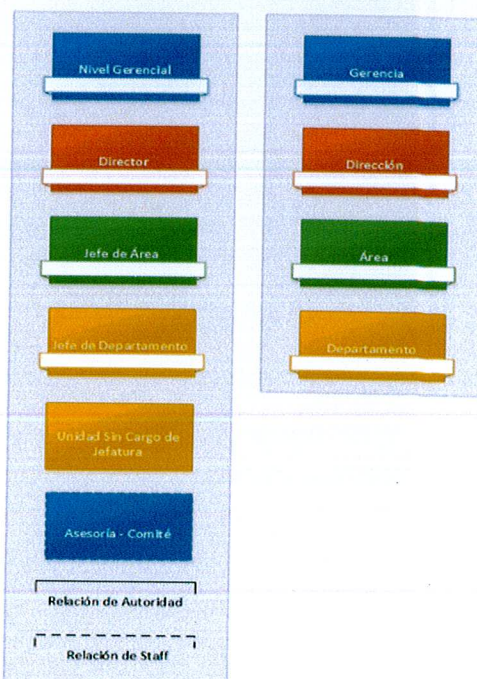 Nivel Gerencial
Director
Jefe de Área
Jefe de Departamento
Unidad Sin Cargo de
Jefatura
Asesoría - Comité
Relación de Autoridad
Relación de Staff
Gerencia
Dirección
Área
Departamento